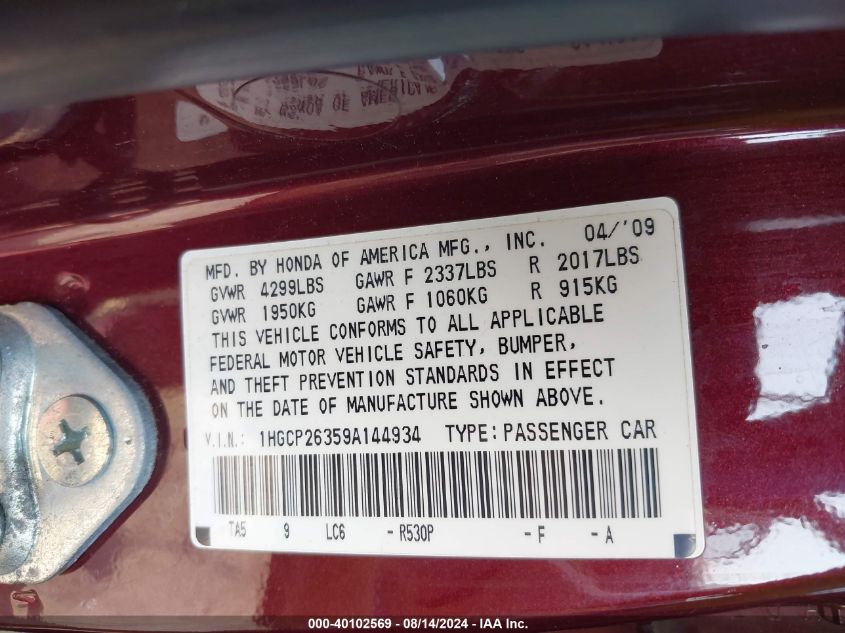 MFD. BY HONDA OF AMERICA MFG., INC. 04/'09
GVWR 4299LBS GAWR F 2337LBS R 2017LBS
GVWR 1950KG GAWR F 1060KG R 915KG
THIS VEHICLE CONFORMS TO ALL APPLICABLE
FEDERAL MOTOR VEHICLE SAFETY, BUMPER,
AND THEFT PREVENTION STANDARDS IN EFFECT
ON THE DATE OF MANUFACTURE SHOWN ABOVE.
V.I.N.: 1HGCP26359A144934 TYPE: PASSENGER CAR
TA5 9 LC6 - R530P - F - A
000-40102569 - 08/14/2024 - IAA Inc.